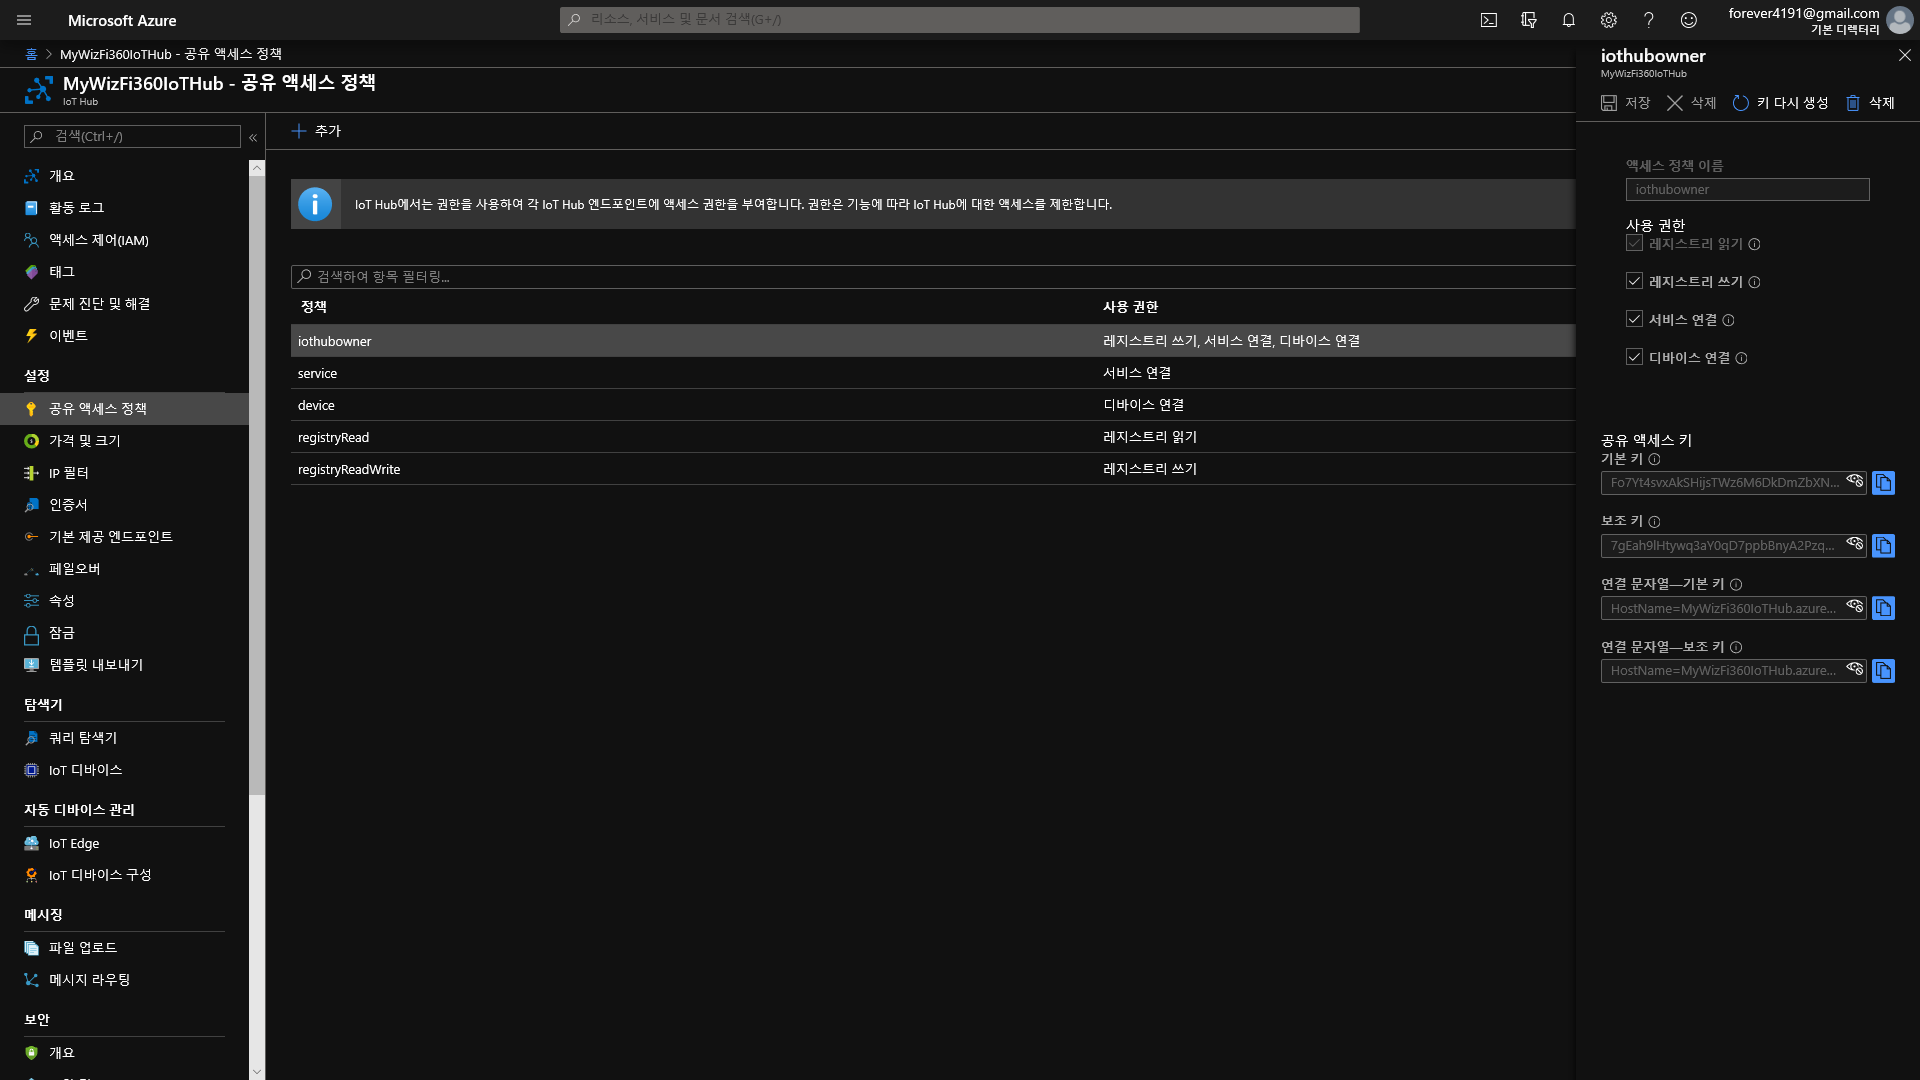 Microsoft Azure
리소스, 서비스 및 문서 검색(G+/)
forever4191@gmail.com
기본 디렉터리
홈 > MyWizFi360IoTHub - 공유 액세스 정책
MyWizFi360IoTHub - 공유 액세스 정책
IoT Hub
검색(Ctrl+/)
«
개요
활동 로그
액세스 제어(IAM)
태그
문제 진단 및 해결
이벤트
설정
공유 액세스 정책
가격 및 크기
IP 필터
인증서
기본 제공 엔드포인트
페일오버
속성
잠금
템플릿 내보내기
탐색기
쿼리 탐색기
IoT 디바이스
자동 디바이스 관리
IoT Edge
IoT 디바이스 구성
메시징
파일 업로드
메시지 라우팅
보안
개요
추가
IoT Hub에서는 권한을 사용하여 각 IoT Hub 엔드포인트에 액세스 권한을 부여합니다. 권한은 기능에 따라 IoT Hub에 대한 액세스를 제한합니다.
검색하여 항목 필터링...
정책 사용 권한
iothubowner 레지스트리 쓰기, 서비스 연결, 디바이스 연결
service 서비스 연결
device 디바이스 연결
registryRead 레지스트리 읽기
registryReadWrite 레지스트리 쓰기
iothubowner
MyWizFi360IoTHub
저장 삭제 키 다시 생성 삭제
액세스 정책 이름
iothubowner
사용 권한
레지스트리 읽기
레지스트리 쓰기
서비스 연결
디바이스 연결
공유 액세스 키
기본 키
Fo7Yt4svxAkSHijsTWz6M6DkDmZbXN...
보조 키
7gEah9lHtywq3aY0qD7ppbBnyA2Pzq...
연결 문자열—기본 키
HostName=MyWizFi360IoTHub.azure...
연결 문자열—보조 키
HostName=MyWizFi360IoTHub.azure...